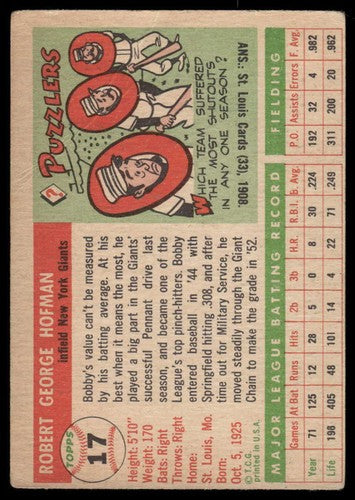 TOPPS
17
ROBERT GEORGE HOFMAN
infield New York Giants
Height: 5'10"
Weight: 170
Bats: Right
Throws: Right
Home:
St. Louis, Mo.
Born:
Oct. 5, 1925
© T.C.G.
PRINTED IN U.S.A.
Bobby's value can't be measured
by his batting average. At his
best when it means the most, he
played a big part in the Giants'
successful Pennant drive last
season, and became one of the
League's top pinch-hitters. Bobby
entered baseball in '44 with
Springfield hitting .308, and after
time out for Military Service, he
moved steadily through the Giant
Chain to make the grade in '52.
? PUZZLERS
WHICH TEAM SUFFERED
THE MOST SHUTOUTS
IN ANY ONE SEASON?
ANS.: St. Louis Cards (33), 1908
MAJOR LEAGUE BATTING RECORD FIELDING
Games At Bat Runs Hits 2b 3b H.R. R.B.I. B. Avg. P.O. Assists Errors F. Avg.
YEAR 71 125 12 28 5 0 8 30 .224 192 32 4 .982
LIFE 198 405 48 101 11 5 22 71 .249 311 200 20 .962